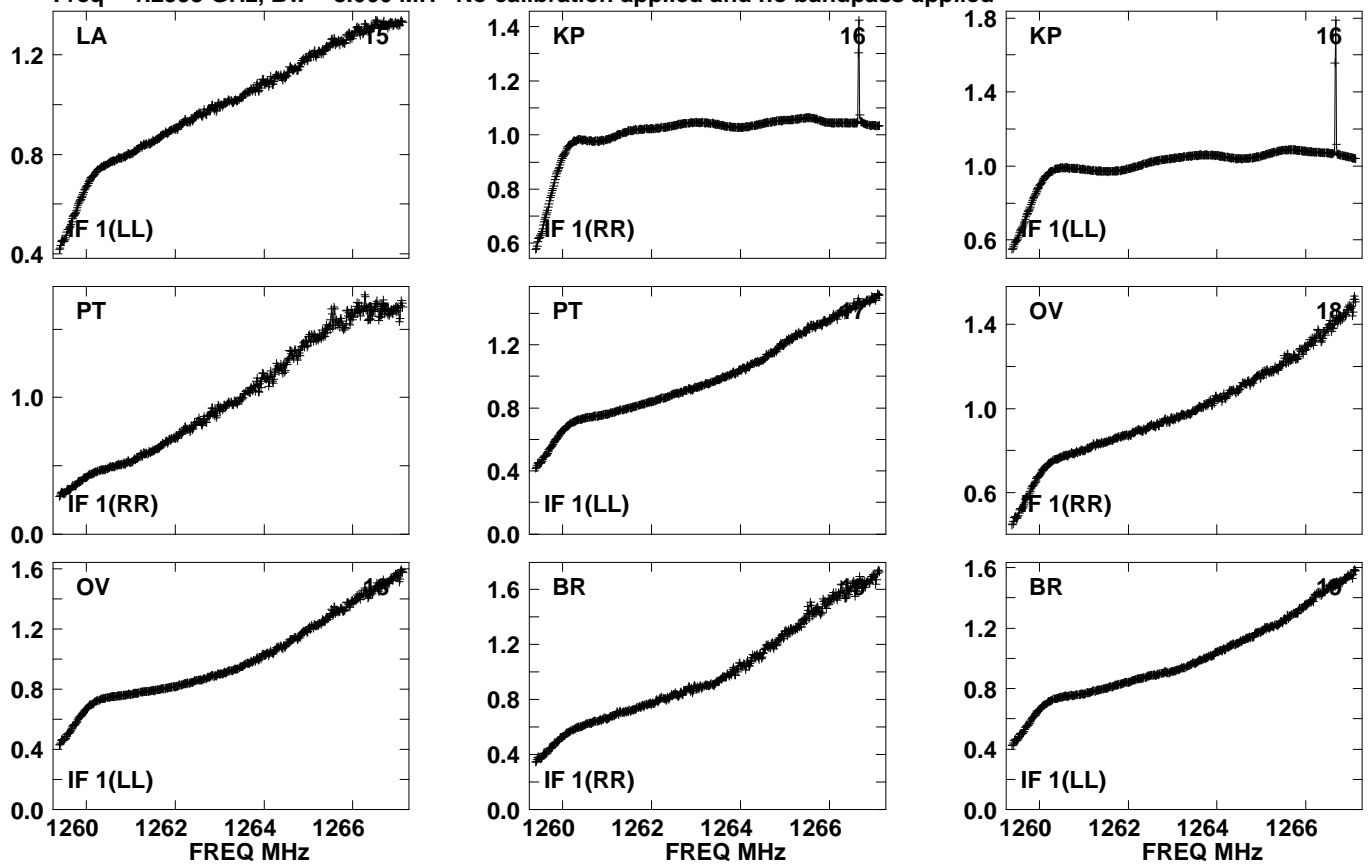 No calibration applied and no bandpass applied
LA 15
1.2
0.8
0.4
IF 1(LL)
KP 16
1.4
1.2
1.0
0.8
0.6
IF 1(RR)
KP 16
1.8
1.4
1.0
0.6
IF 1(LL)
PT
1.0
0.0
IF 1(RR)
PT 17
1.2
0.8
0.4
0.0
IF 1(LL)
OV 18
1.4
1.0
0.6
IF 1(RR)
OV
1.6
1.2
0.8
0.4
0.0
IF 1(LL)
1260 1262 1264 1266
FREQ MHz
BR
1.6
1.2
0.8
0.4
0.0
IF 1(RR)
1260 1262 1264 1266
FREQ MHz
BR 19
1.6
1.2
0.8
0.4
0.0
IF 1(LL)
1260 1262 1264 1266
FREQ MHz